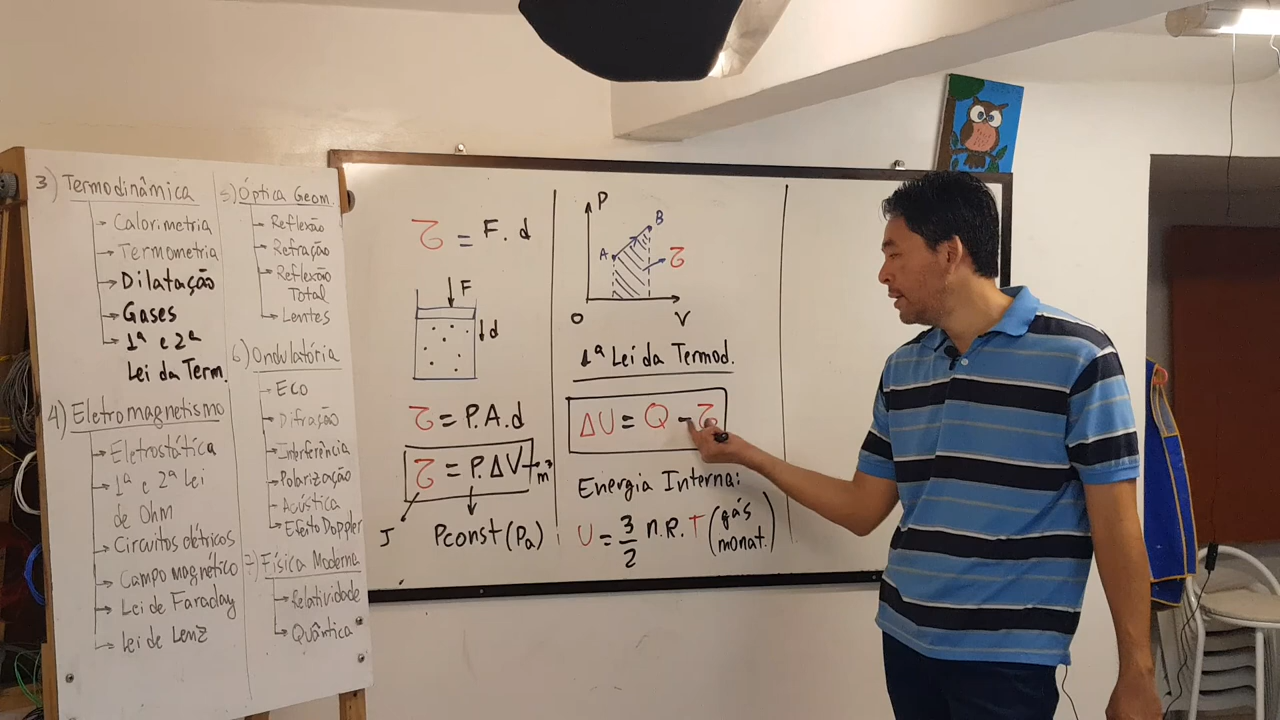 3) Termodinâmica
Calorimetria
Termometria
Dilatação
Gases
1ª e 2ª
Lei da Term.
4) Eletromagnetismo
Eletrostática
1ª e 2ª Lei
de Ohm
Circuitos elétricos
Campo magnético
Lei de Faraday
Lei de Lenz
5) Óptica Geom.
Reflexão
Refração
Reflexão
Total
Lentes
6) Ondulatória
Eco
Difração
Interferência
Polarização
Acústica
Efeito Doppler
7) Física Moderna
Relatividade
Quântica
τ = F. d
F
d
τ = P.A.d
τ = P.ΔV → m³
J
Pconst (Pa)
P
B
A
τ
O
V
1ª Lei da Termod.
ΔU = Q - τ
Energia Interna:
U = 3/2 n.R.T (gás
monat.)